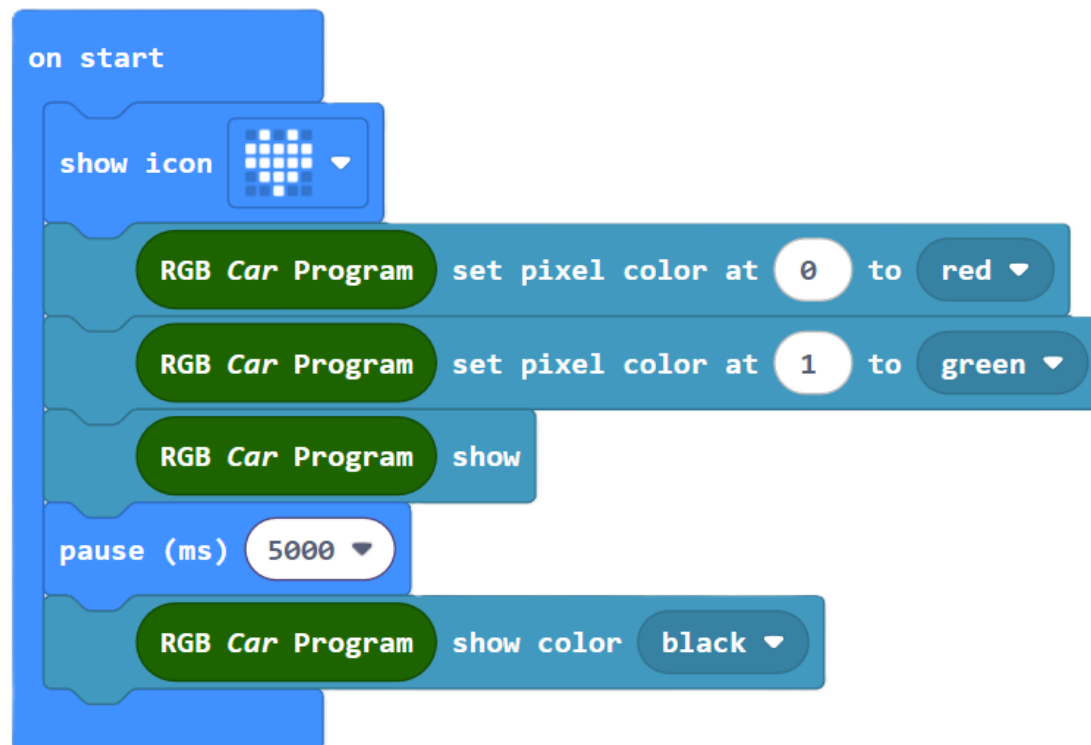 on start
show icon
RGB Car Program set pixel color at 0 to red
RGB Car Program set pixel color at 1 to green
RGB Car Program show
pause (ms) 5000
RGB Car Program show color black